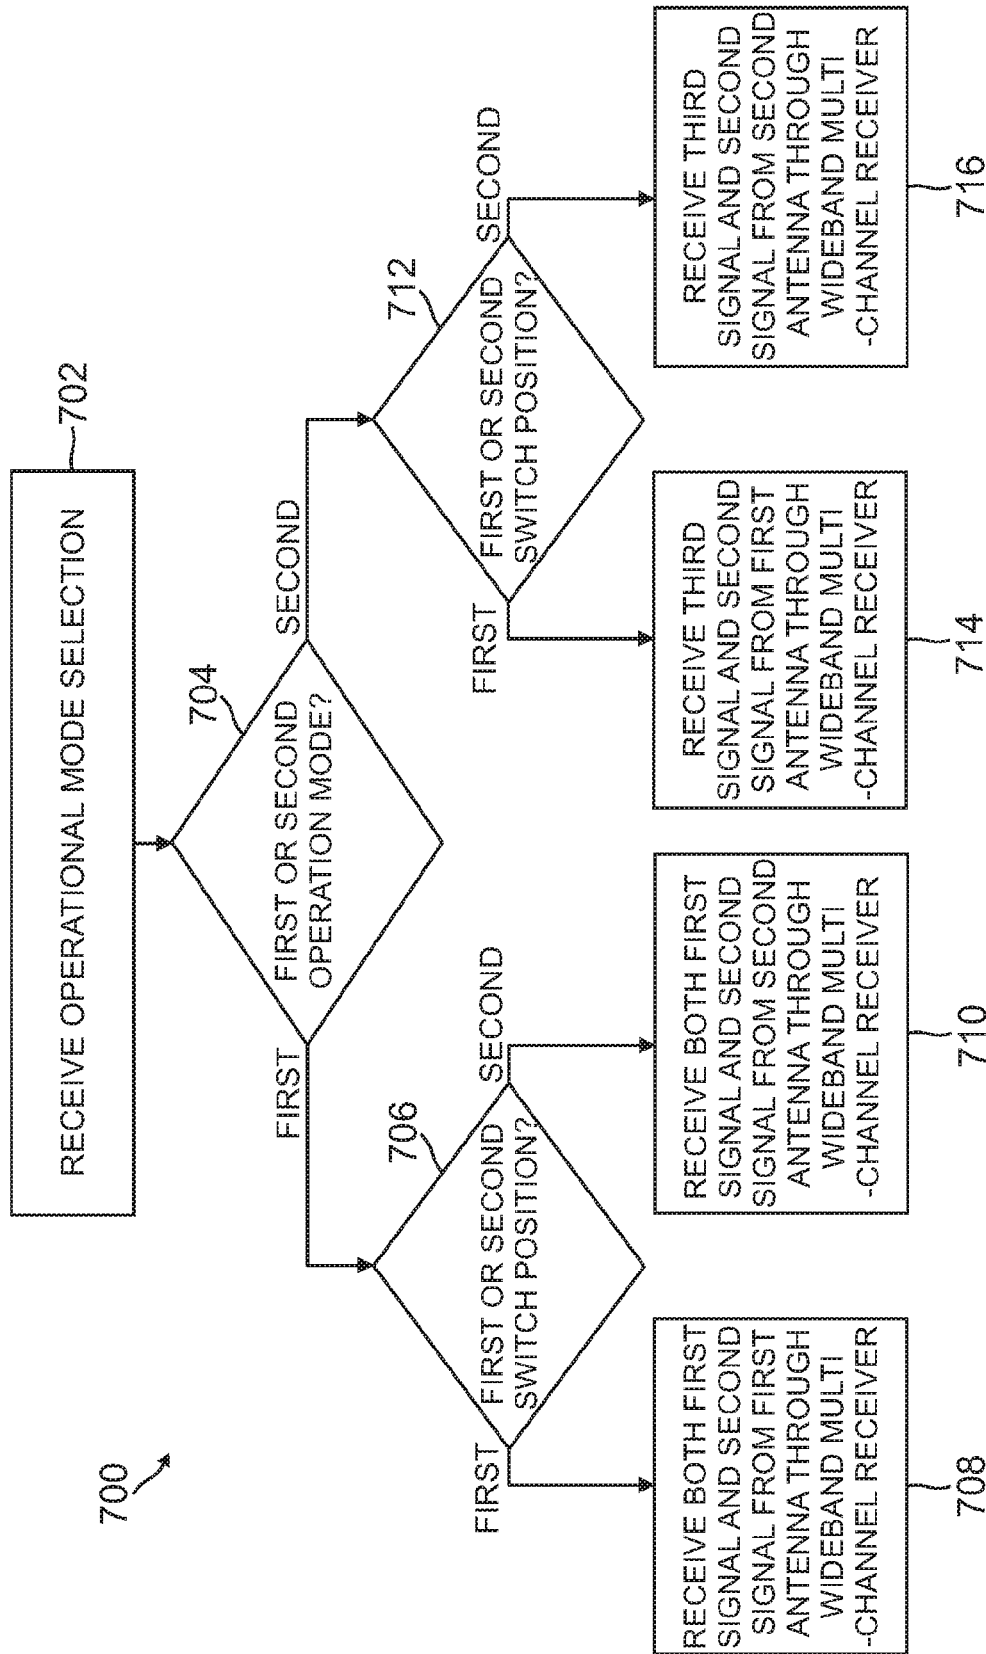 700
RECEIVE OPERATIONAL MODE SELECTION
702
704
FIRST OR SECOND
OPERATION MODE?
FIRST
SECOND
706
FIRST OR SECOND
SWITCH POSITION?
FIRST
SECOND
712
FIRST OR SECOND
SWITCH POSITION?
FIRST
SECOND
RECEIVE BOTH FIRST
SIGNAL AND SECOND
SIGNAL FROM FIRST
ANTENNA THROUGH
WIDEBAND MULTI
-CHANNEL RECEIVER
708
RECEIVE BOTH FIRST
SIGNAL AND SECOND
SIGNAL FROM SECOND
ANTENNA THROUGH
WIDEBAND MULTI
-CHANNEL RECEIVER
710
RECEIVE THIRD
SIGNAL AND SECOND
SIGNAL FROM FIRST
ANTENNA THROUGH
WIDEBAND MULTI
-CHANNEL RECEIVER
714
RECEIVE THIRD
SIGNAL AND SECOND
SIGNAL FROM SECOND
ANTENNA THROUGH
WIDEBAND MULTI
-CHANNEL RECEIVER
716